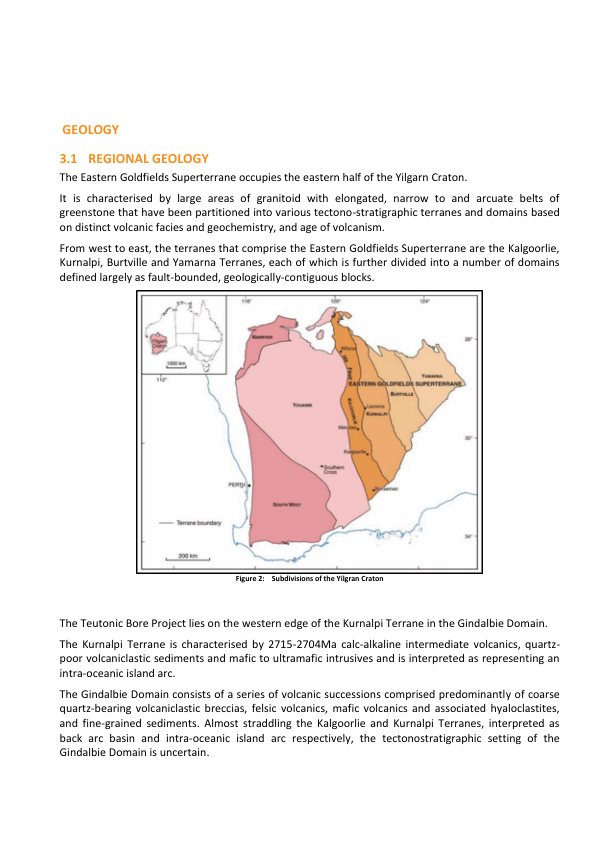 GEOLOGY
3.1 REGIONAL GEOLOGY
The Eastern Goldfields Superterrane occupies the eastern half of the Yilgarn Craton.
It is characterised by large areas of granitoid with elongated, narrow to and arcuate belts of
greenstone that have been partitioned into various tectono-stratigraphic terranes and domains based
on distinct volcanic facies and geochemistry, and age of volcanism.
From west to east, the terranes that comprise the Eastern Goldfields Superterrane are the Kalgoorlie,
Kurnalpi, Burtville and Yamarna Terranes, each of which is further divided into a number of domains
defined largely as fault-bounded, geologically-contiguous blocks.
116°
120°
124°
Yilgarn
Craton
1000 km
112°
NARRYER
26°
Wiluna
YAMARNA
EASTERN GOLDFIELDS SUPERTERRANE
BURTVILLE
YOUANMI
Leonora
KURNALPI
Menzies
30°
Kalgoorlie
Southern
Cross
PERTH
Norseman
SOUTH WEST
Terrane boundary
34°
200 km
Figure 2: Subdivisions of the Yilgran Craton
The Teutonic Bore Project lies on the western edge of the Kurnalpi Terrane in the Gindalbie Domain.
The Kurnalpi Terrane is characterised by 2715-2704Ma calc-alkaline intermediate volcanics, quartz-
poor volcaniclastic sediments and mafic to ultramafic intrusives and is interpreted as representing an
intra-oceanic island arc.
The Gindalbie Domain consists of a series of volcanic successions comprised predominantly of coarse
quartz-bearing volcaniclastic breccias, felsic volcanics, mafic volcanics and associated hyaloclastites,
and fine-grained sediments. Almost straddling the Kalgoorlie and Kurnalpi Terranes, interpreted as
back arc basin and intra-oceanic island arc respectively, the tectonostratigraphic setting of the
Gindalbie Domain is uncertain.